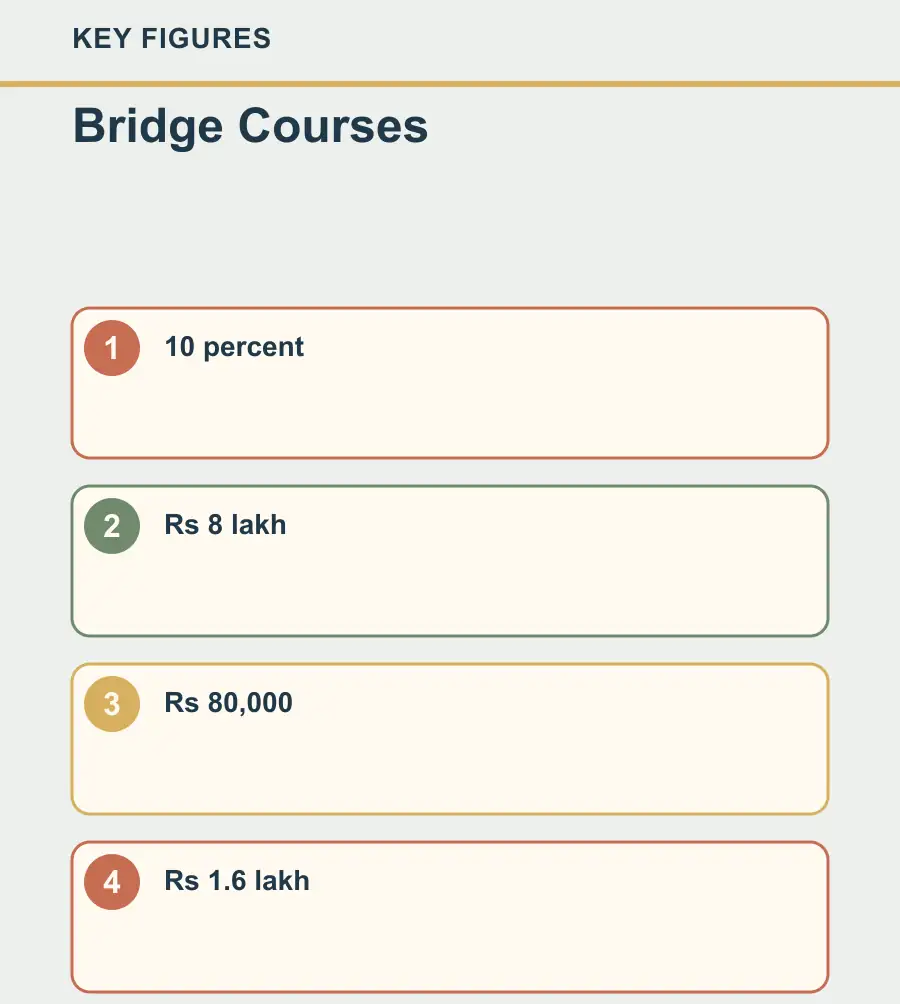 KEY FIGURES
Bridge Courses
1 10 percent
2 Rs 8 lakh
3 Rs 80,000
4 Rs 1.6 lakh